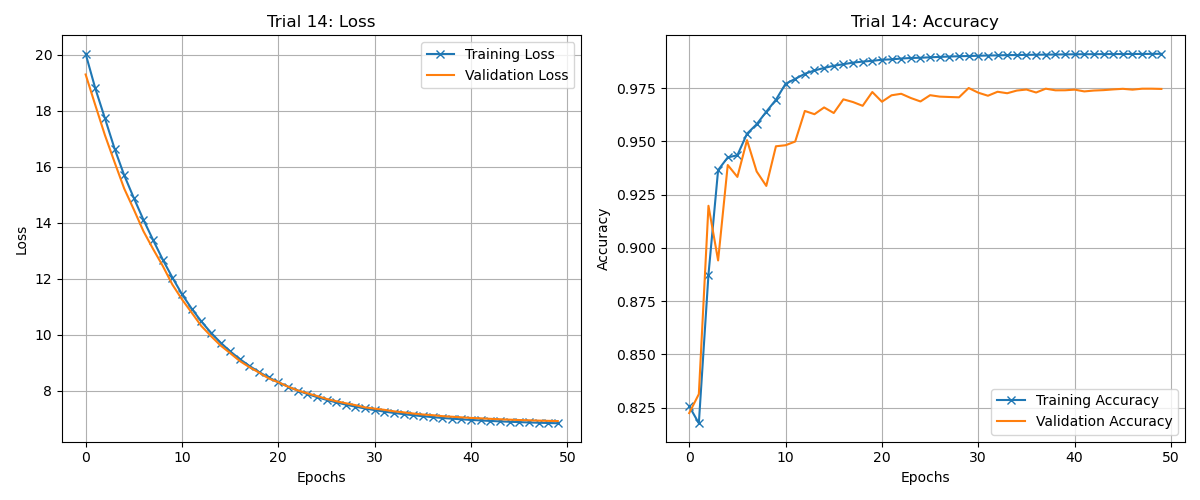 Trial 14: Loss
20
18
16
14
12
10
8
Loss
0 10 20 30 40 50
Epochs
Training Loss
Validation Loss
Trial 14: Accuracy
0.975
0.950
0.925
0.900
0.875
0.850
0.825
Accuracy
0 10 20 30 40 50
Epochs
Training Accuracy
Validation Accuracy